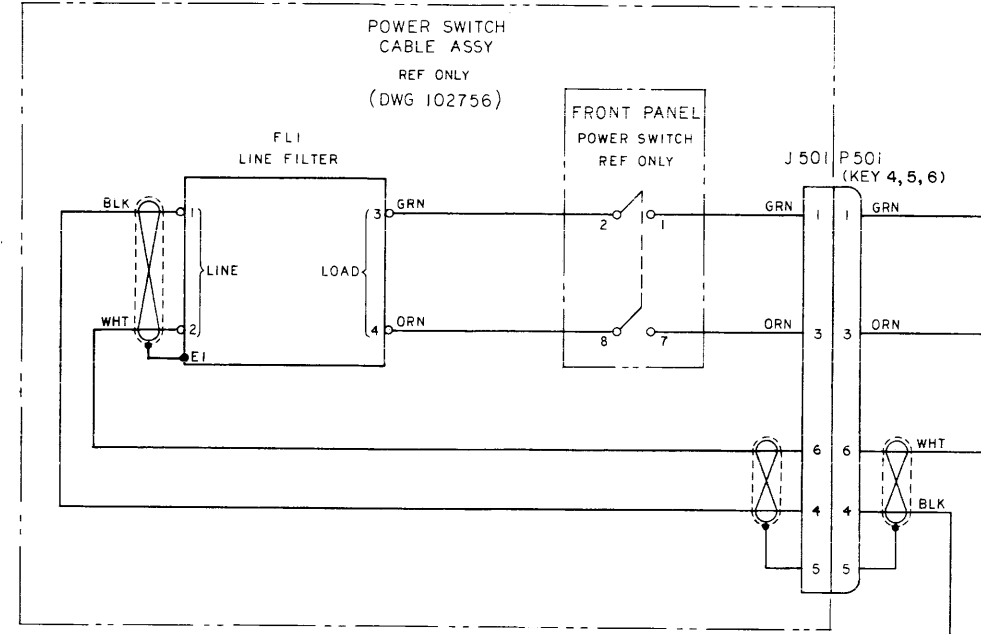 POWER SWITCH
CABLE ASSY
REF ONLY
(DWG 102756)
FRONT PANEL
POWER SWITCH
REF ONLY
FL1
LINE FILTER
J501 P501
(KEY 4, 5, 6)
BLK 1 3 GRN 2 1 GRN 1 1 GRN
LINE LOAD
WHT 2 4 ORN 8 7 ORN 3 3 ORN
E1
6 6 WHT
4 4 BLK
5 5